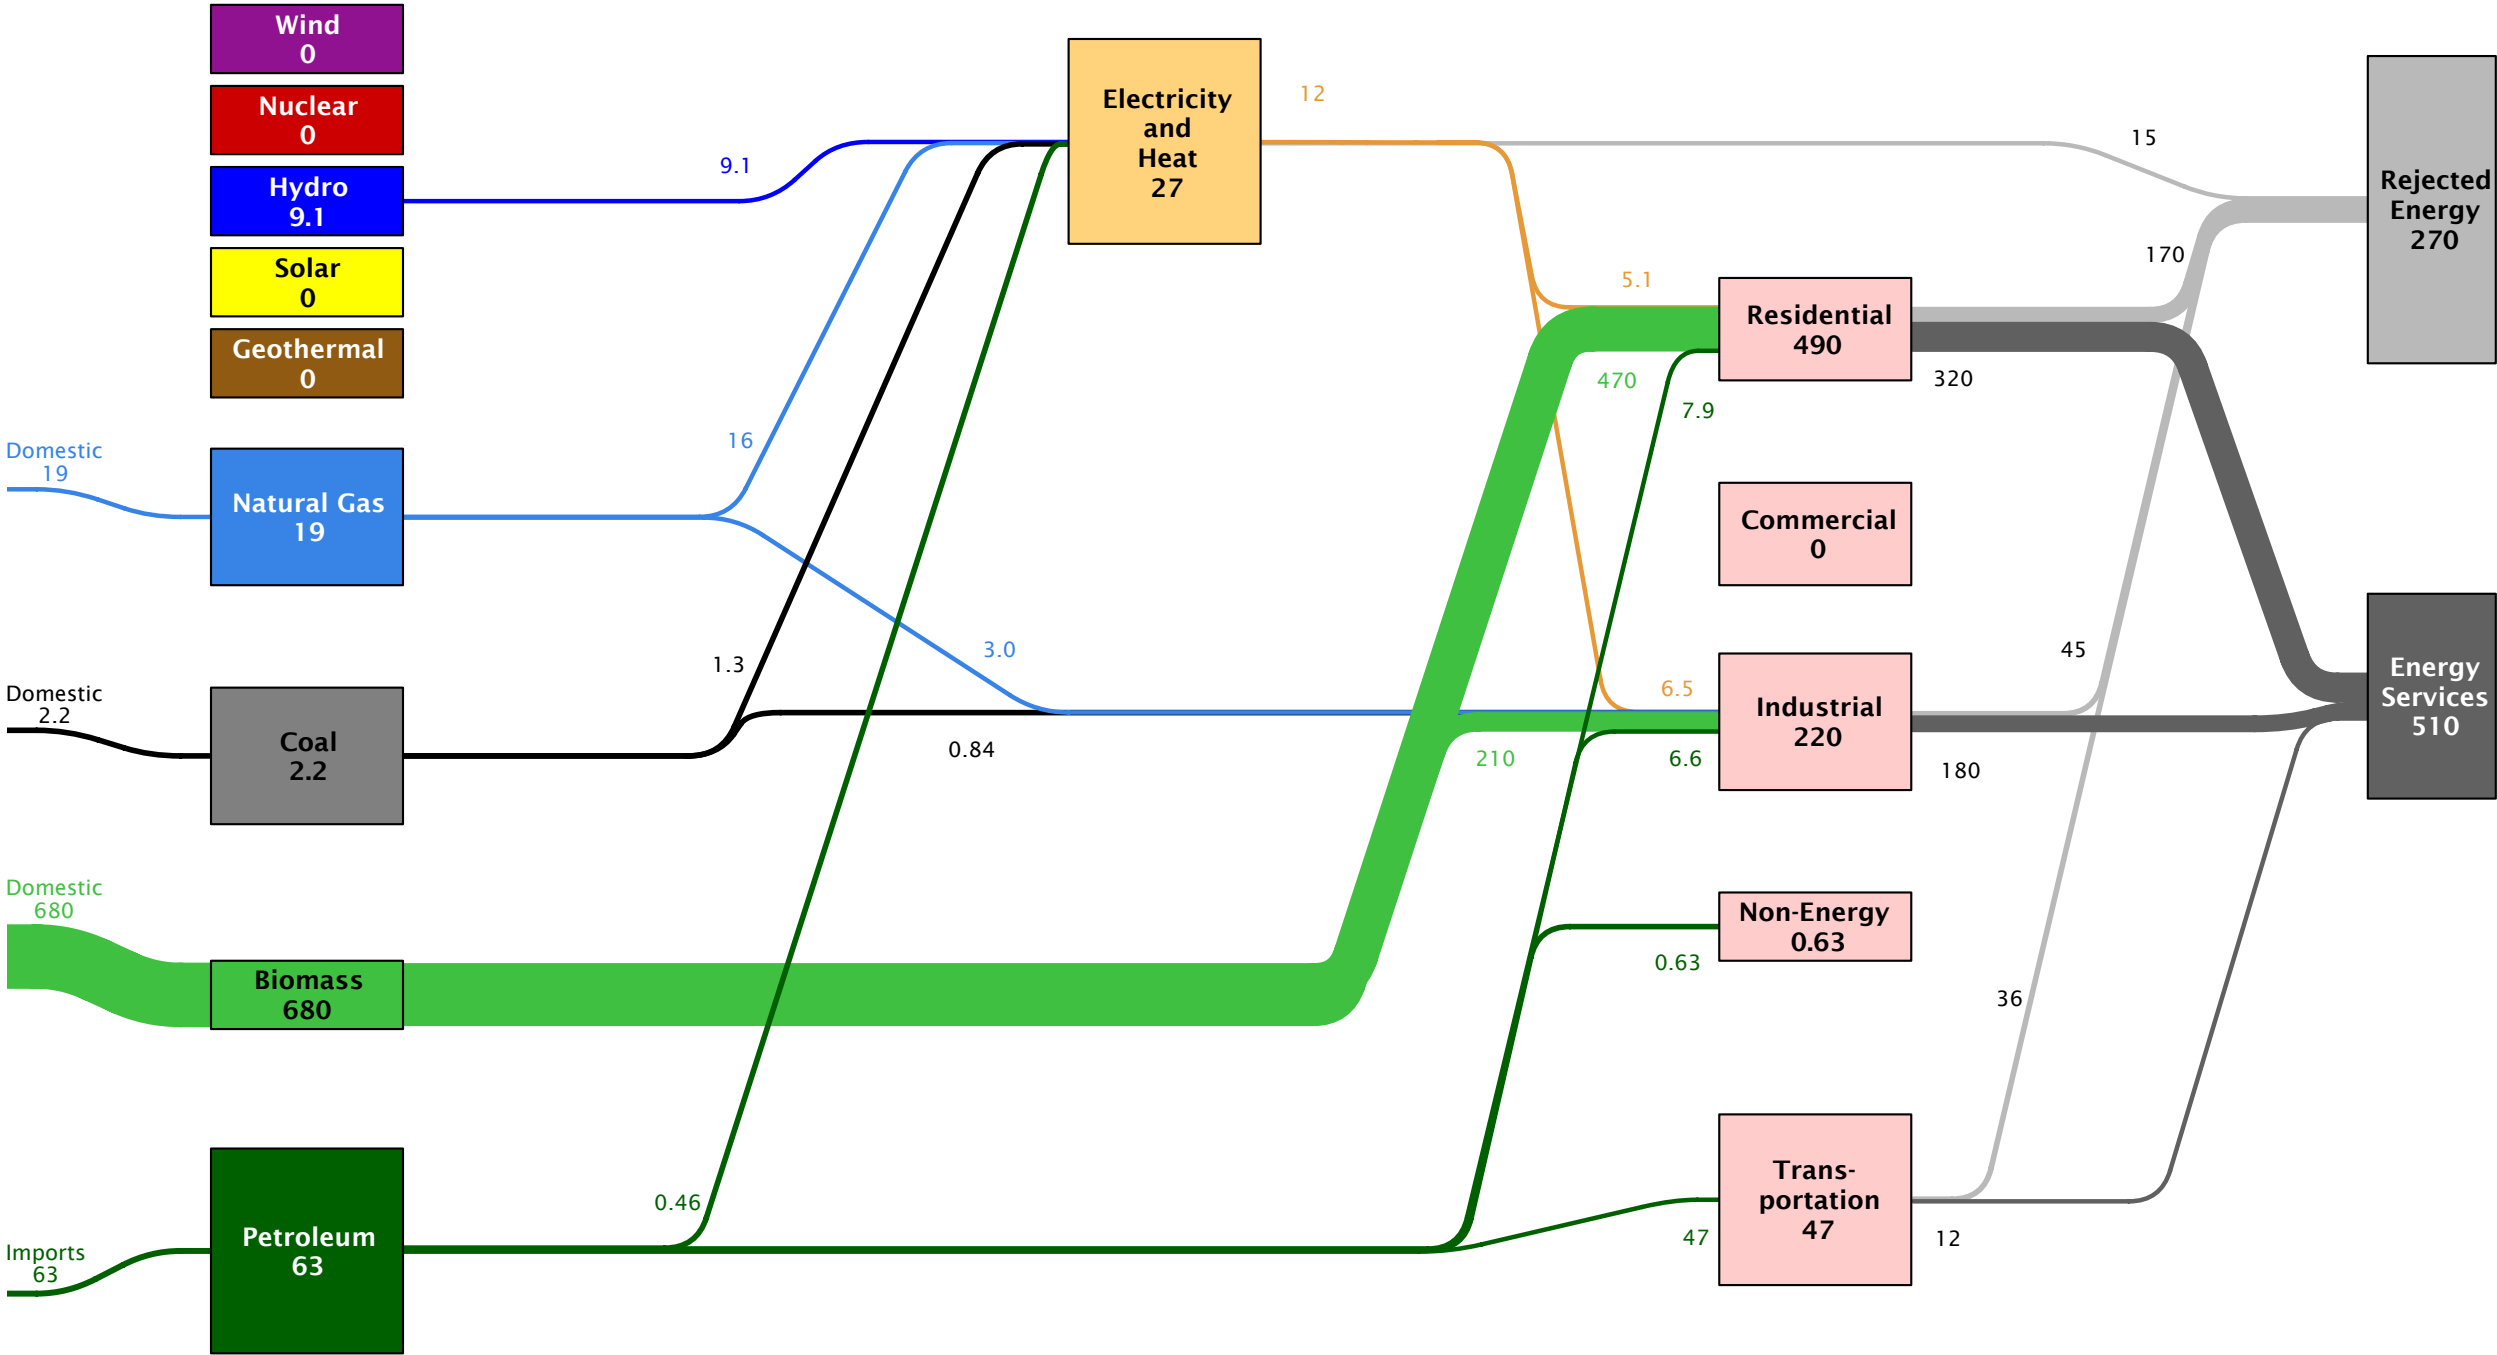 Wind
0
Nuclear
0
Hydro
9.1
Solar
0
Geothermal
0
Domestic
19
Natural Gas
19
Domestic
2.2
Coal
2.2
Domestic
680
Biomass
680
Imports
63
Petroleum
63
9.1
16
3.0
1.3
0.84
0.46
Electricity
and
Heat
27
12
5.1
470
7.9
6.5
210
6.6
0.63
47
Residential
490
Commercial
0
Industrial
220
Non-Energy
0.63
Trans-
portation
47
15
170
320
45
180
36
12
Rejected
Energy
270
Energy
Services
510